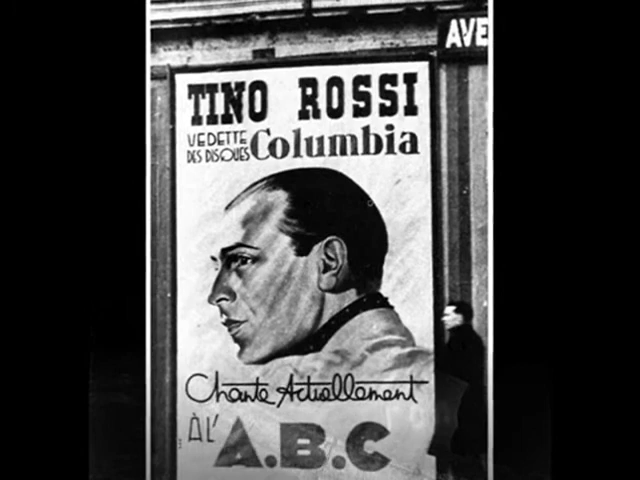 AVE
TINO ROSSI
VEDETTE
DES DISQUES Columbia
Chante Actuellement
À L'A.B.C